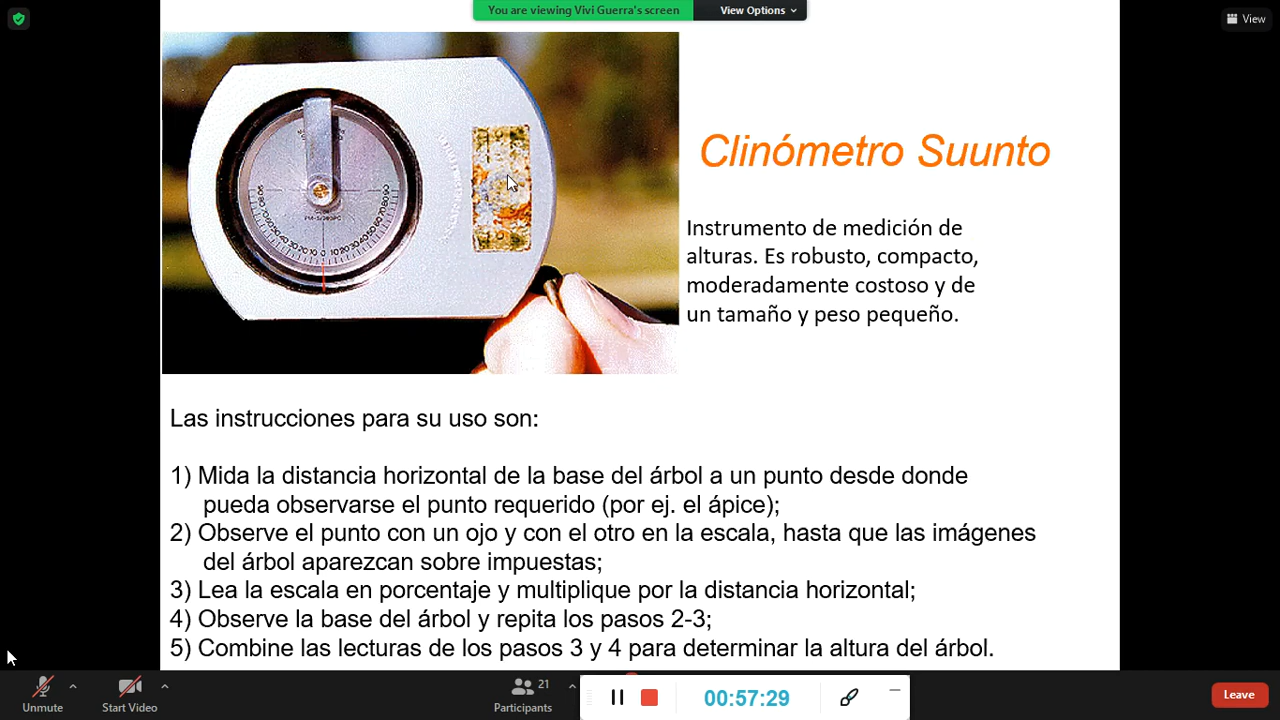 You are viewing Vivi Guerra's screen
View Options
View
Clinómetro Suunto
Instrumento de medición de
alturas. Es robusto, compacto,
moderadamente costoso y de
un tamaño y peso pequeño.
Las instrucciones para su uso son:
1) Mida la distancia horizontal de la base del árbol a un punto desde donde
pueda observarse el punto requerido (por ej. el ápice);
2) Observe el punto con un ojo y con el otro en la escala, hasta que las imágenes
del árbol aparezcan sobre impuestas;
3) Lea la escala en porcentaje y multiplique por la distancia horizontal;
4) Observe la base del árbol y repita los pasos 2-3;
5) Combine las lecturas de los pasos 3 y 4 para determinar la altura del árbol.
Unmute
Start Video
21
Participants
00:57:29
Leave